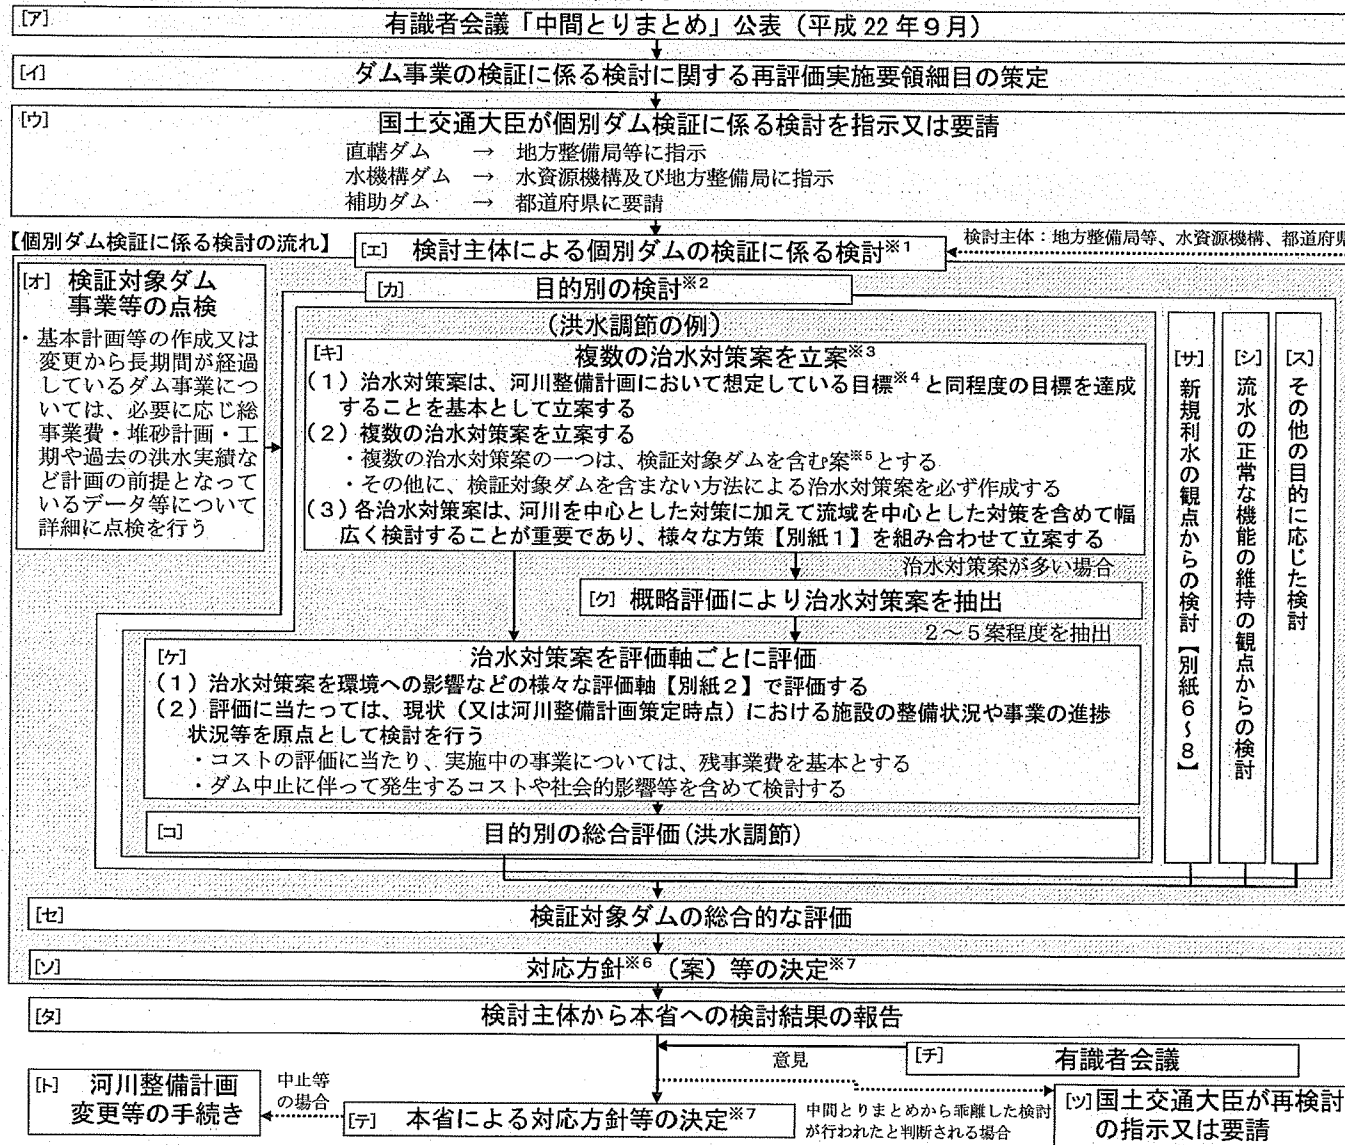 [ア] 有識者会議「中間とりまとめ」公表（平成22年９月）
[イ] ダム事業の検証に係る検討に関する再評価実施要領細目の策定
[ウ] 国土交通大臣が個別ダム検証に係る検討を指示又は要請
直轄ダム → 地方整備局等に指示
水機構ダム → 水資源機構及び地方整備局に指示
補助ダム → 都道府県に要請
【個別ダム検証に係る検討の流れ】
[エ] 検討主体による個別ダムの検証に係る検討※1
検討主体：地方整備局等、水資源機構、都道府県
[オ] 検証対象ダム
事業等の点検
・基本計画等の作成又は
変更から長期間が経過
しているダム事業につ
いては、必要に応じ総
事業費・堆砂計画・工
期や過去の洪水実績な
ど計画の前提となって
いるデータ等について
詳細に点検を行う
[カ] 目的別の検討※2
(洪水調節の例)
[キ] 複数の治水対策案を立案※3
(１) 治水対策案は、河川整備計画において想定している目標※4と同程度の目標を達成
することを基本として立案する
(２) 複数の治水対策案を立案する
・複数の治水対策案の一つは、検証対象ダムを含む案※5とする
・その他に、検証対象ダムを含まない方法による治水対策案を必ず作成する
(３) 各治水対策案は、河川を中心とした対策に加えて流域を中心とした対策を含めて幅
広く検討することが重要であり、様々な方策【別紙１】を組み合わせて立案する
治水対策案が多い場合
[ク] 概略評価により治水対策案を抽出
２～５案程度を抽出
[ケ] 治水対策案を評価軸ごとに評価
(１) 治水対策案を環境への影響などの様々な評価軸【別紙２】で評価する
(２) 評価に当たっては、現状（又は河川整備計画策定時点）における施設の整備状況や事業の進捗
状況等を原点として検討を行う
・コストの評価に当たり、実施中の事業については、残事業費を基本とする
・ダム中止に伴って発生するコストや社会的影響等を含めて検討する
[コ] 目的別の総合評価(洪水調節)
[サ] 新規利水の観点からの検討【別紙６～８】
[シ] 流水の正常な機能の維持の観点からの検討
[ス] その他の目的に応じた検討
[セ] 検証対象ダムの総合的な評価
[ソ] 対応方針※6（案）等の決定※7
[タ] 検討主体から本省への検討結果の報告
意見
[チ] 有識者会議
[ト] 河川整備計画
変更等の手続き
中止等
の場合
[テ] 本省による対応方針等の決定※7
中間とりまとめから乖離した検討
が行われたと判断される場合
[ツ] 国土交通大臣が再検討
の指示又は要請